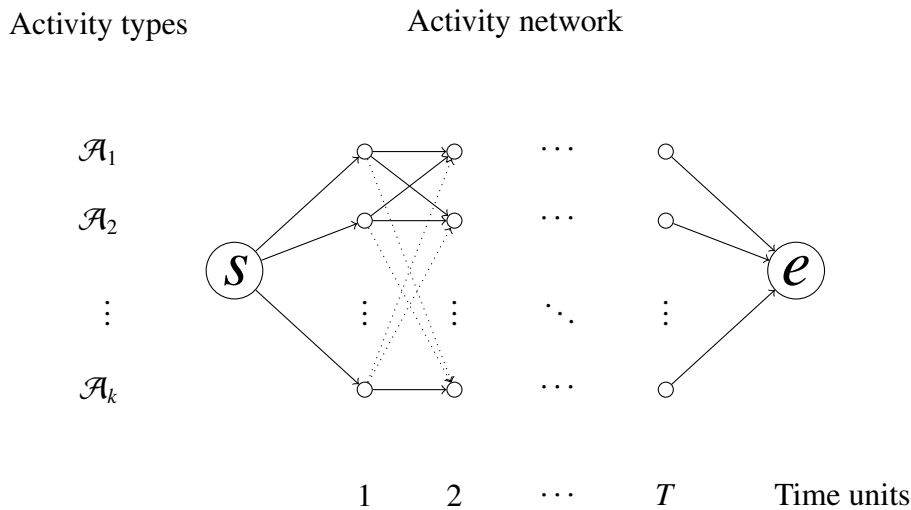 Activity types Activity network
𝒜₁ ⋯
𝒜₂ ⋯
s e
⋮ ⋮ ⋮ ⋱ ⋮
𝒜ₖ ⋯
1 2 ⋯ T Time units